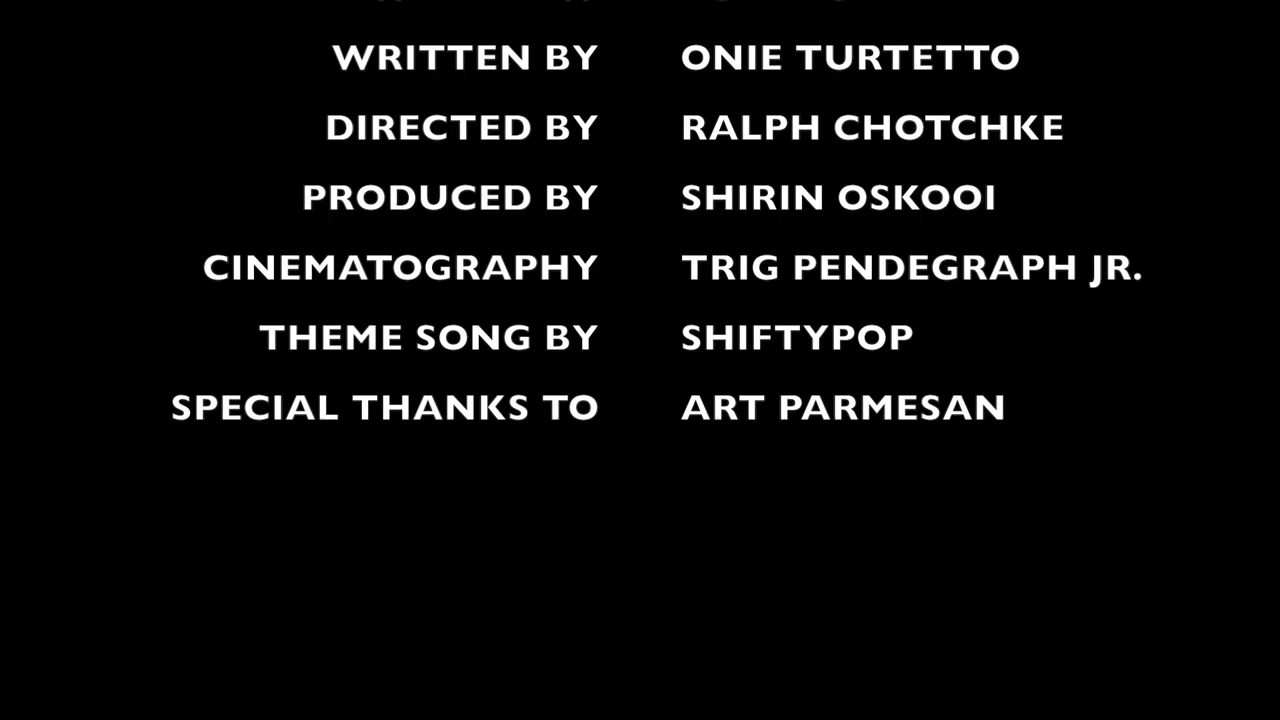 WRITTEN BY ONIE TURTETTO
DIRECTED BY RALPH CHOTCHKE
PRODUCED BY SHIRIN OSKOOI
CINEMATOGRAPHY TRIG PENDEGRAPH JR.
THEME SONG BY SHIFTYPOP
SPECIAL THANKS TO ART PARMESAN